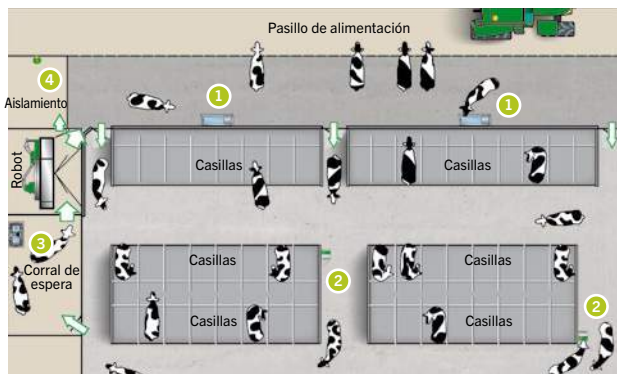 Pasillo de alimentación
4
Aislamiento
1
1
Robot
Casillas
Casillas
3
Corral de
espera
Casillas
Casillas
2
2
Casillas
Casillas